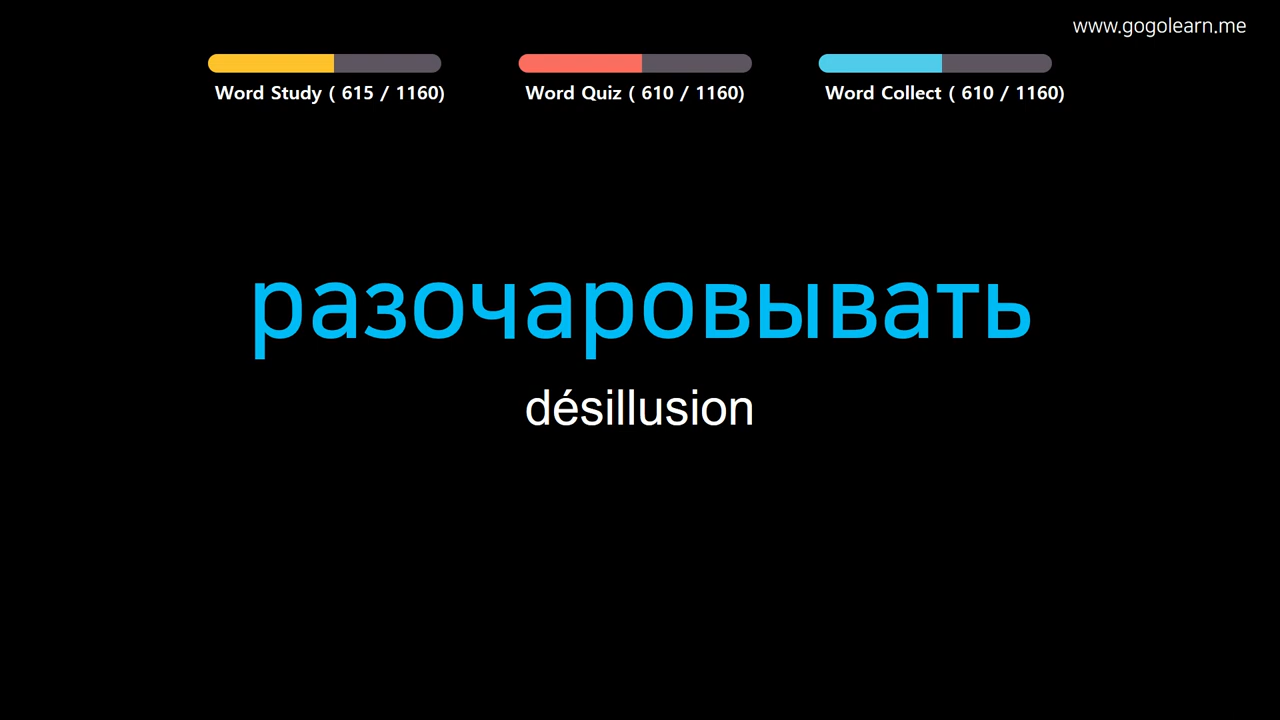 www.gogolearn.me
Word Study ( 615 / 1160)
Word Quiz ( 610 / 1160)
Word Collect ( 610 / 1160)
разочаровывать
désillusion